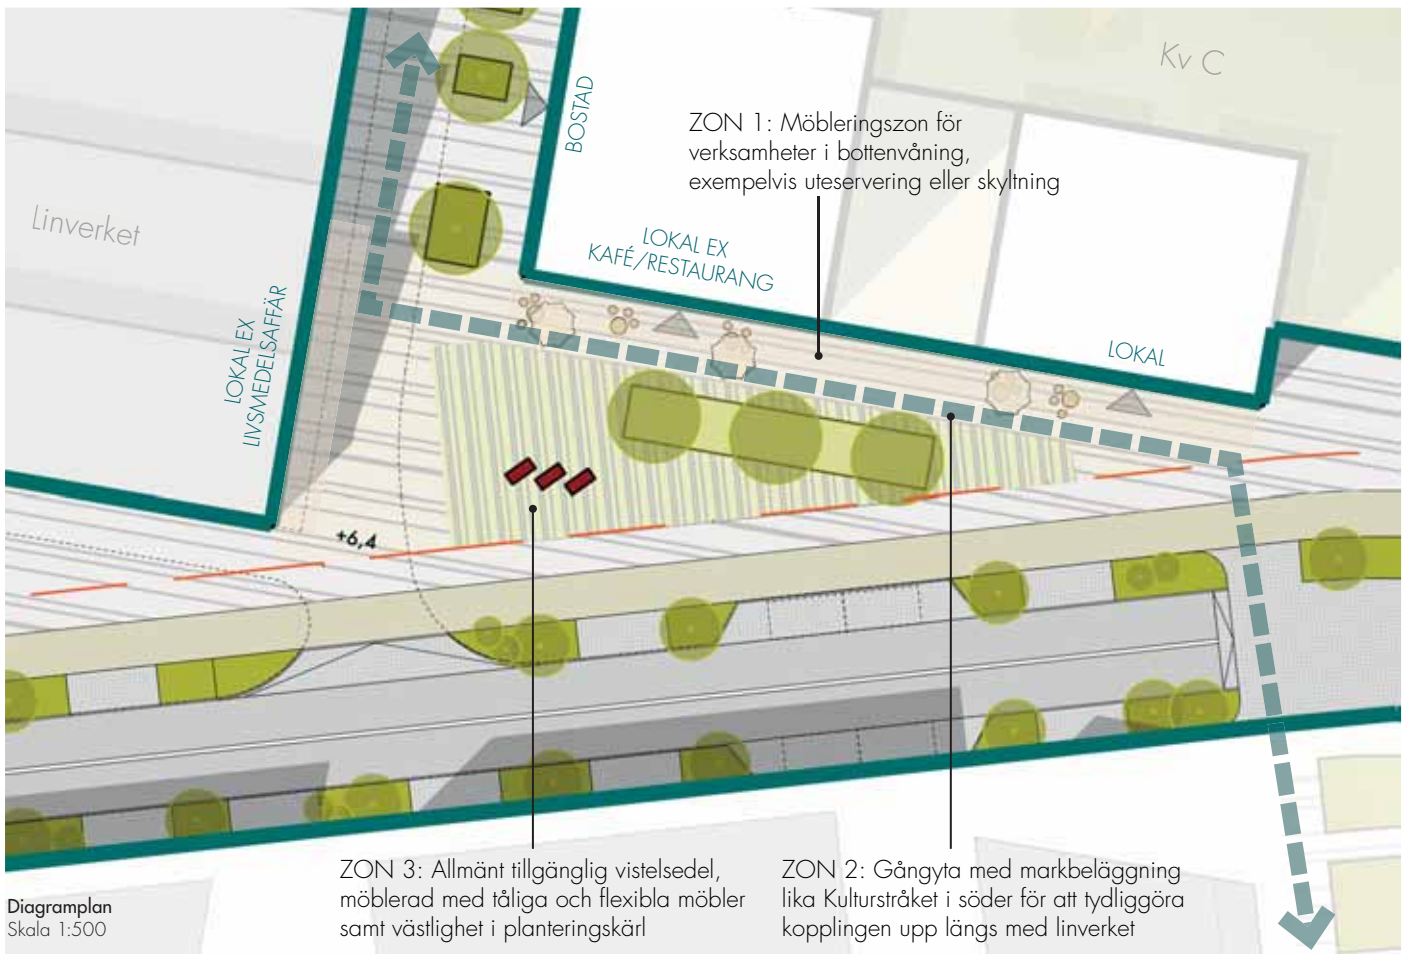 Kv C
BOSTAD
ZON 1: Möbleringszon för
verksamheter i bottenvåning,
exempelvis uteservering eller skyltning
Linverket
LOKAL EX
KAFÉ/RESTAURANG
LOKAL EX
LIVSMEDELSAFFÄR
LOKAL
+6,4
ZON 3: Allmänt tillgänglig vistelsedel,
möblerad med tåliga och flexibla möbler
samt västlighet i planteringskärl
ZON 2: Gångyta med markbeläggning
lika Kulturstråket i söder för att tydliggöra
kopplingen upp längs med linverket
Diagramplan
Skala 1:500